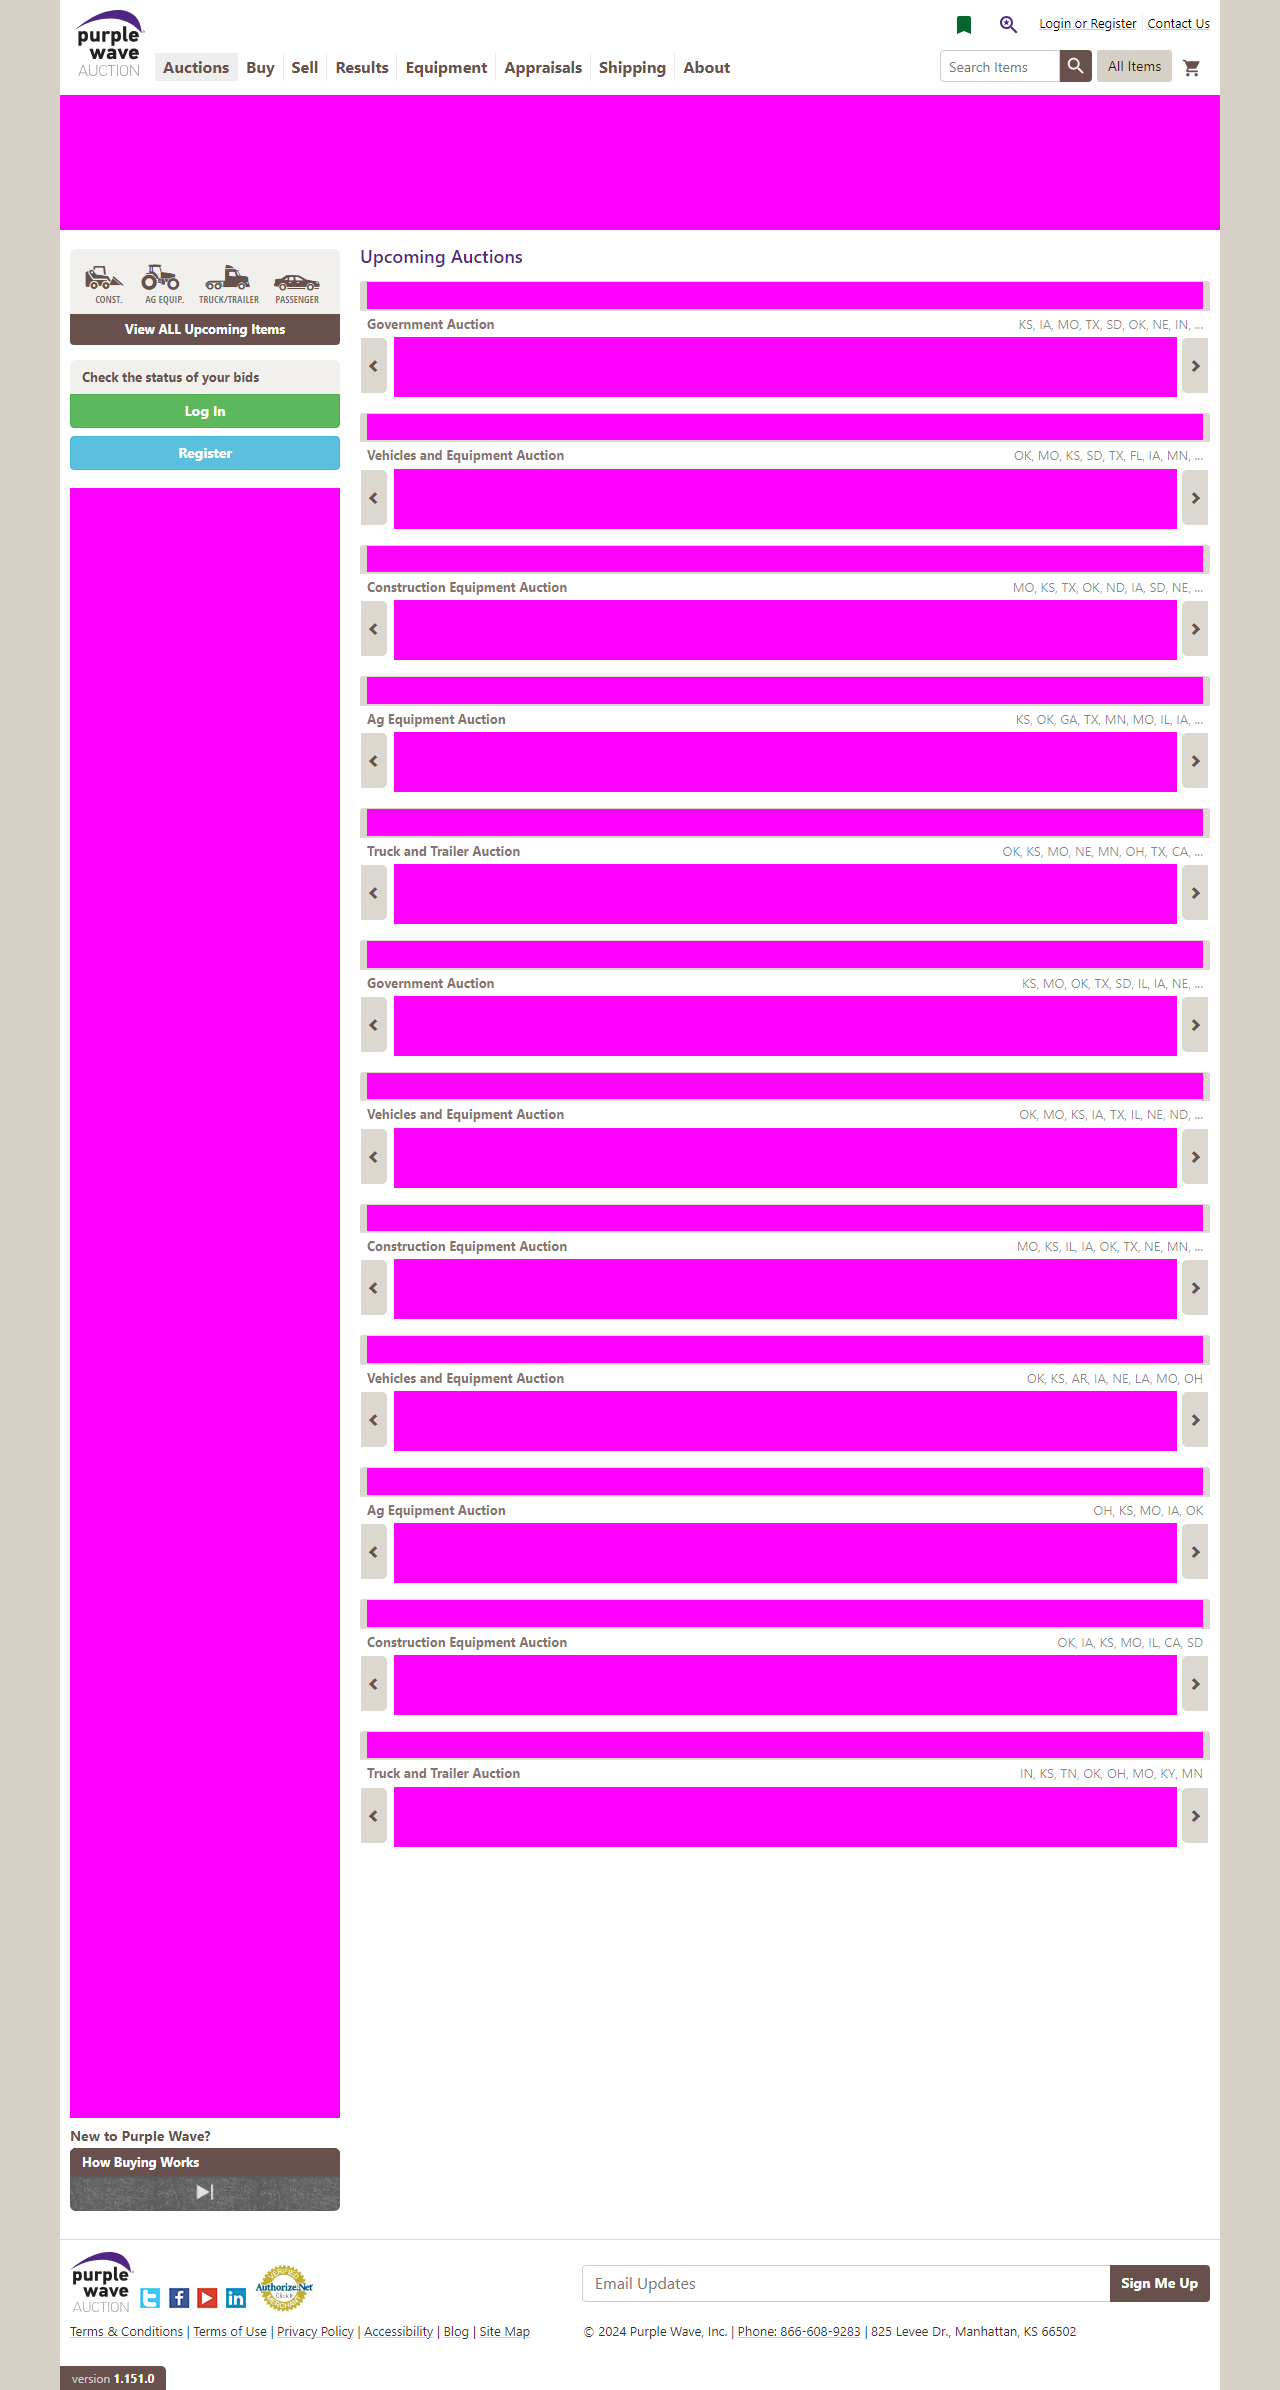 purple
wave
AUCTION
Login or Register
Contact Us
Auctions
Buy
Sell
Results
Equipment
Appraisals
Shipping
About
Search Items
All Items
CONST.
AG EQUIP.
TRUCK/TRAILER
PASSENGER
View ALL Upcoming Items
Check the status of your bids
Log In
Register
Upcoming Auctions
Government Auction
KS, IA, MO, TX, SD, OK, NE, IN, ...
Vehicles and Equipment Auction
OK, MO, KS, SD, TX, FL, IA, MN, ...
Construction Equipment Auction
MO, KS, TX, OK, ND, IA, SD, NE, ...
Ag Equipment Auction
KS, OK, GA, TX, MN, MO, IL, IA, ...
Truck and Trailer Auction
OK, KS, MO, NE, MN, OH, TX, CA, ...
Government Auction
KS, MO, OK, TX, SD, IL, IA, NE, ...
Vehicles and Equipment Auction
OK, MO, KS, IA, TX, IL, NE, ND, ...
Construction Equipment Auction
MO, KS, IL, IA, OK, TX, NE, MN, ...
Vehicles and Equipment Auction
OK, KS, AR, IA, NE, LA, MO, OH
Ag Equipment Auction
OH, KS, MO, IA, OK
Construction Equipment Auction
OK, IA, KS, MO, IL, CA, SD
Truck and Trailer Auction
IN, KS, TN, OK, OH, MO, KY, MN
New to Purple Wave?
How Buying Works
purple
wave
AUCTION
Authorize.Net
Click
Email Updates
Sign Me Up
Terms & Conditions | Terms of Use | Privacy Policy | Accessibility | Blog | Site Map
© 2024 Purple Wave, Inc. | Phone: 866-608-9283 | 825 Levee Dr., Manhattan, KS 66502
version 1.151.0